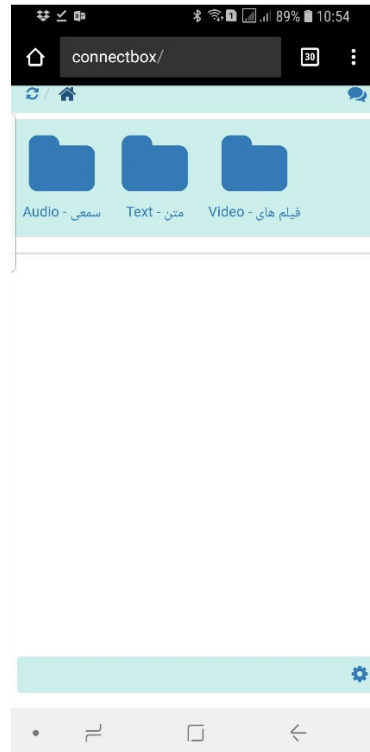 89% 10:54
connectbox/
30
/
Audio - سمعی
Text - متن
Video - فیلم های